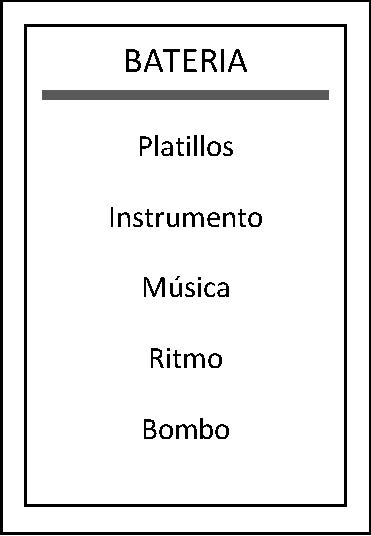 BATERIA
Platillos
Instrumento
Música
Ritmo
Bombo